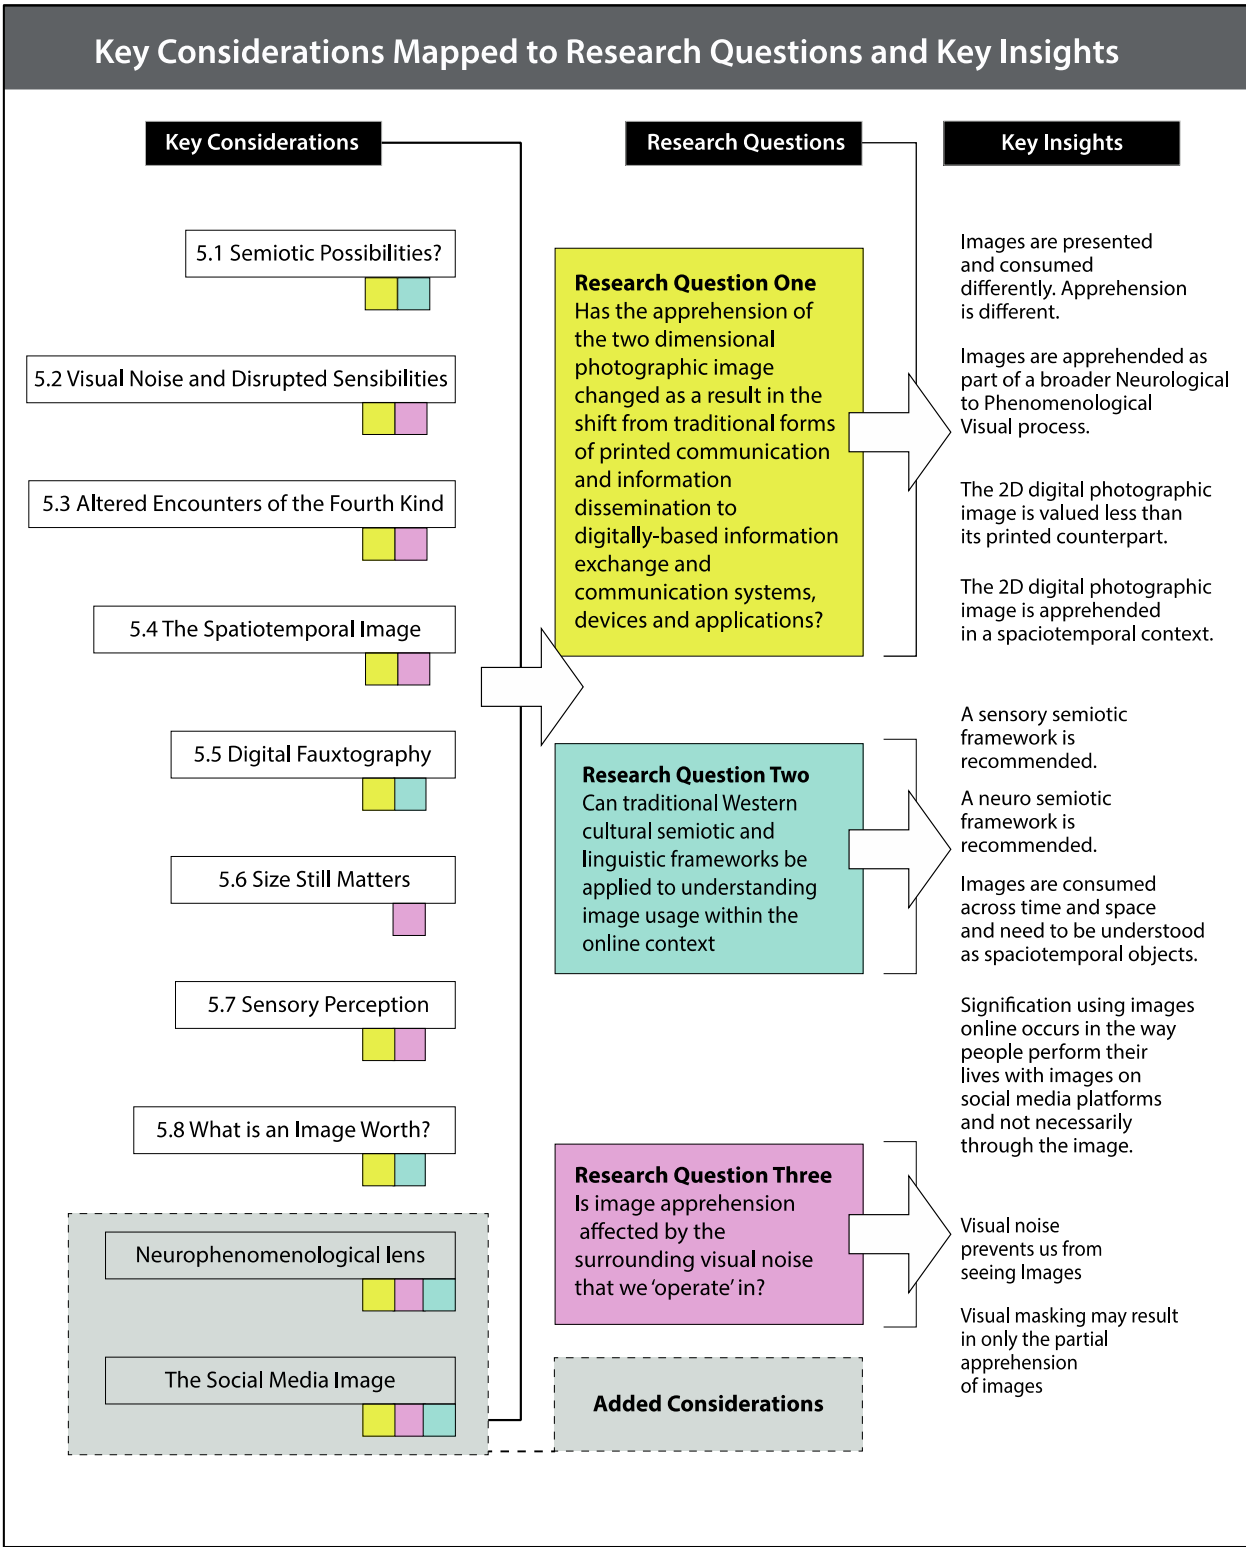 Key Considerations Mapped to Research Questions and Key Insights
Key Considerations
5.1 Semiotic Possibilities?
5.2 Visual Noise and Disrupted Sensibilities
5.3 Altered Encounters of the Fourth Kind
5.4 The Spatiotemporal Image
5.5 Digital Fauxtography
5.6 Size Still Matters
5.7 Sensory Perception
5.8 What is an Image Worth?
Neurophenomenological lens
The Social Media Image
Research Questions
Research Question One
Has the apprehension of
the two dimensional
photographic image
changed as a result in the
shift from traditional forms
of printed communication
and information
dissemination to
digitally-based information
exchange and
communication systems,
devices and applications?
Research Question Two
Can traditional Western
cultural semiotic and
linguistic frameworks be
applied to understanding
image usage within the
online context
Research Question Three
Is image apprehension
affected by the
surrounding visual noise
that we ‘operate’ in?
Added Considerations
Key Insights
Images are presented
and consumed
differently. Apprehension
is different.
Images are apprehended as
part of a broader Neurological
to Phenomenological
Visual process.
The 2D digital photographic
image is valued less than
its printed counterpart.
The 2D digital photographic
image is apprehended
in a spaciotemporal context.
A sensory semiotic
framework is
recommended.
A neuro semiotic
framework is
recommended.
Images are consumed
across time and space
and need to be understood
as spaciotemporal objects.
Signification using images
online occurs in the way
people perform their
lives with images on
social media platforms
and not necessarily
through the image.
Visual noise
prevents us from
seeing Images
Visual masking may result
in only the partial
apprehension
of images